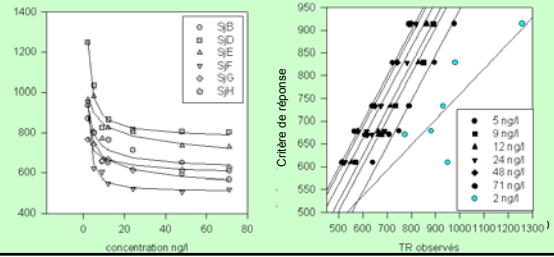 1400
1200
1000
800
600
400
0
20
40
60
80
concentration ng/l
SjB
SjD
SjE
SjF
SjG
SjH
Critère de réponse
950
900
850
800
750
700
650
600
550
500
500
600
700
800
900
1000
1100
1200
1300
TR observés
5 ng/l
9 ng/l
12 ng/l
24 ng/l
48 ng/l
71 ng/l
2 ng/l
)